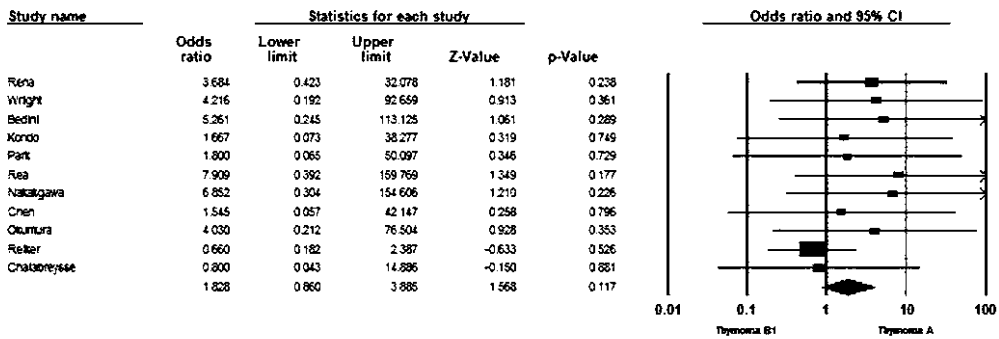 Study name Statistics for each study Odds ratio and 95% CI
Odds Lower Upper
ratio limit limit Z-Value p-Value
Rena 3.684 0.423 32.078 1.181 0.238
Wright 4.216 0.192 92.659 0.913 0.361
Bedini 5.261 0.245 113.125 1.061 0.289
Kondo 1.667 0.073 38.277 0.319 0.749
Park 1.800 0.065 50.097 0.346 0.729
Rea 7.909 0.392 159.769 1.349 0.177
Nakakgawa 6.852 0.304 154.606 1.210 0.226
Chen 1.545 0.057 42.147 0.258 0.796
Okumura 4.030 0.212 76.504 0.928 0.353
0.660 0.182 2.387 -0.633 0.526
Chalabreysse 0.800 0.043 14.886 -0.150 0.881
1.828 0.860 3.885 1.568 0.117
0.01 0.1 1 10 100
Thymoma B1 Thymoma A